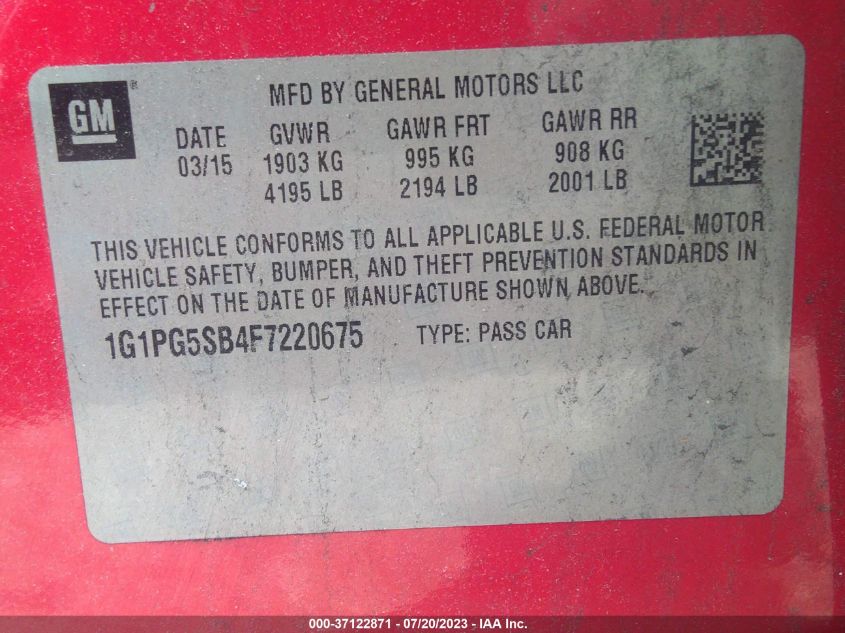 GM
MFD BY GENERAL MOTORS LLC
DATE GVWR GAWR FRT GAWR RR
03/15 1903 KG 995 KG 908 KG
4195 LB 2194 LB 2001 LB
THIS VEHICLE CONFORMS TO ALL APPLICABLE U.S. FEDERAL MOTOR
VEHICLE SAFETY, BUMPER, AND THEFT PREVENTION STANDARDS IN
EFFECT ON THE DATE OF MANUFACTURE SHOWN ABOVE.
1G1PG5SB4F7220675 TYPE: PASS CAR
000-37122871 - 07/20/2023 - IAA Inc.